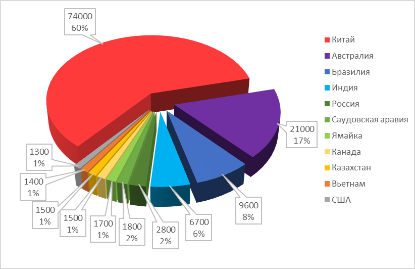 74000
60%
21000
17%
9600
8%
6700
6%
2800
2%
1800
2%
1700
1%
1500
1%
1500
1%
1400
1%
1300
1%
Китай
Австралия
Бразилия
Индия
Россия
Саудовская аравия
Ямайка
Канада
Казахстан
Вьетнам
США